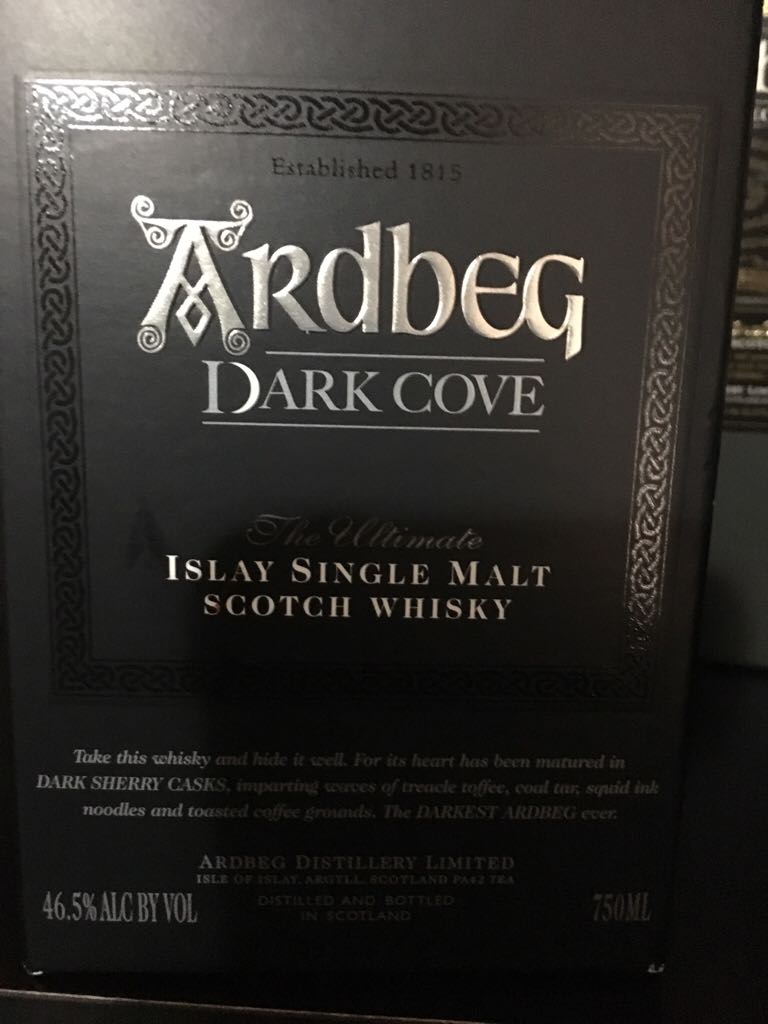 Established 1815
ARdbEG
DARK COVE
The Ultimate
ISLAY SINGLE MALT
SCOTCH WHISKY
Take this whisky and hide it well. For its heart has been matured in
DARK SHERRY CASKS, imparting waves of treacle toffee, coal tar, squid ink
noodles and toasted coffee grounds. The DARKEST ARDBEG ever.
ARDBEG DISTILLERY LIMITED
ISLE OF ISLAY, ARGYLL, SCOTLAND PA42 7EA
46.5% ALC BY VOL
DISTILLED AND BOTTLED
IN SCOTLAND
750ML